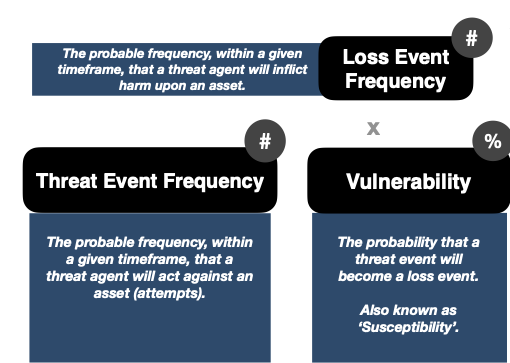 The probable frequency, within a given
timeframe, that a threat agent will inflict
harm upon an asset.
Loss Event
Frequency
#
x
Threat Event Frequency
#
The probable frequency, within
a given timeframe, that a
threat agent will act against an
asset (attempts).
Vulnerability
%
The probability that a
threat event will
become a loss event.
Also known as
‘Susceptibility’.